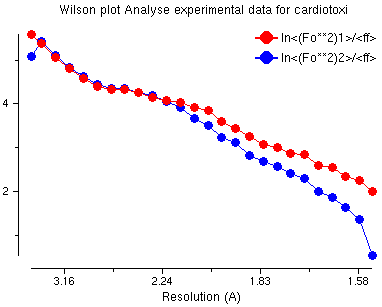 Wilson plot Analyse experimental data for cardiotoxi
ln<(Fo**2)1>/<ff>
ln<(Fo**2)2>/<ff>
4
2
3.16 2.24 1.83 1.58
Resolution (A)